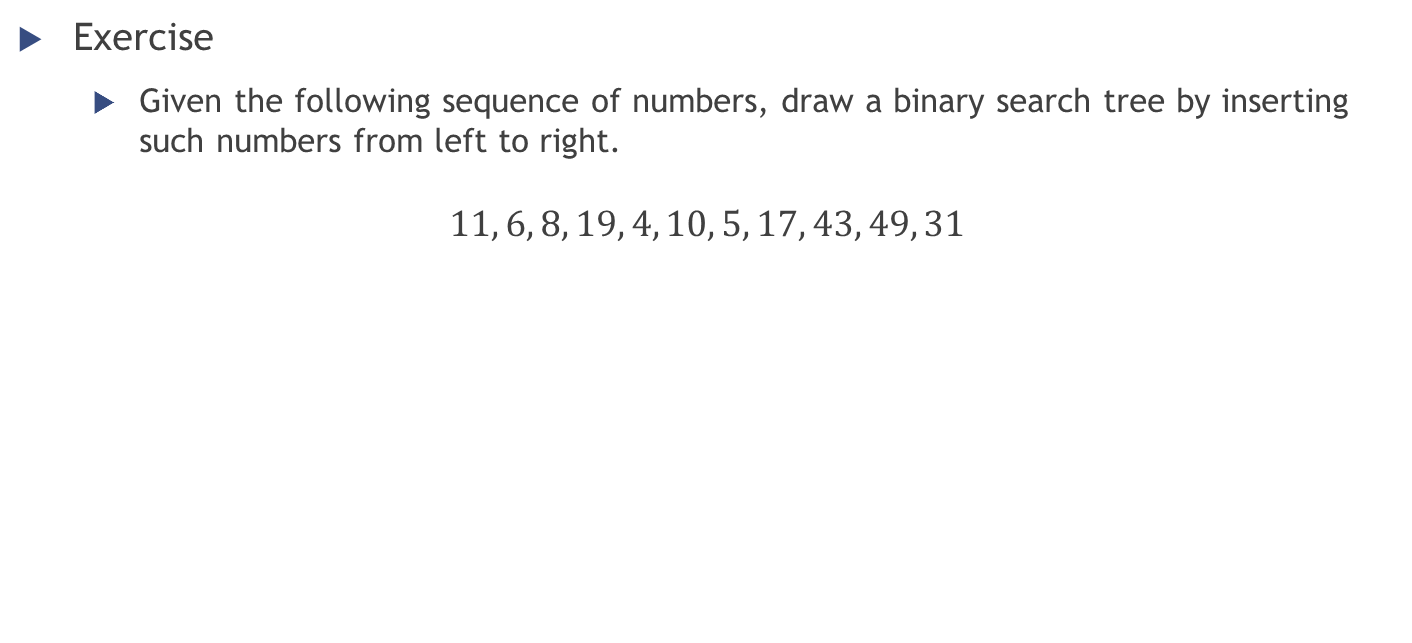 Exercise
Given the following sequence of numbers, draw a binary search tree by inserting
such numbers from left to right.
11, 6, 8, 19, 4, 10, 5, 17, 43, 49, 31